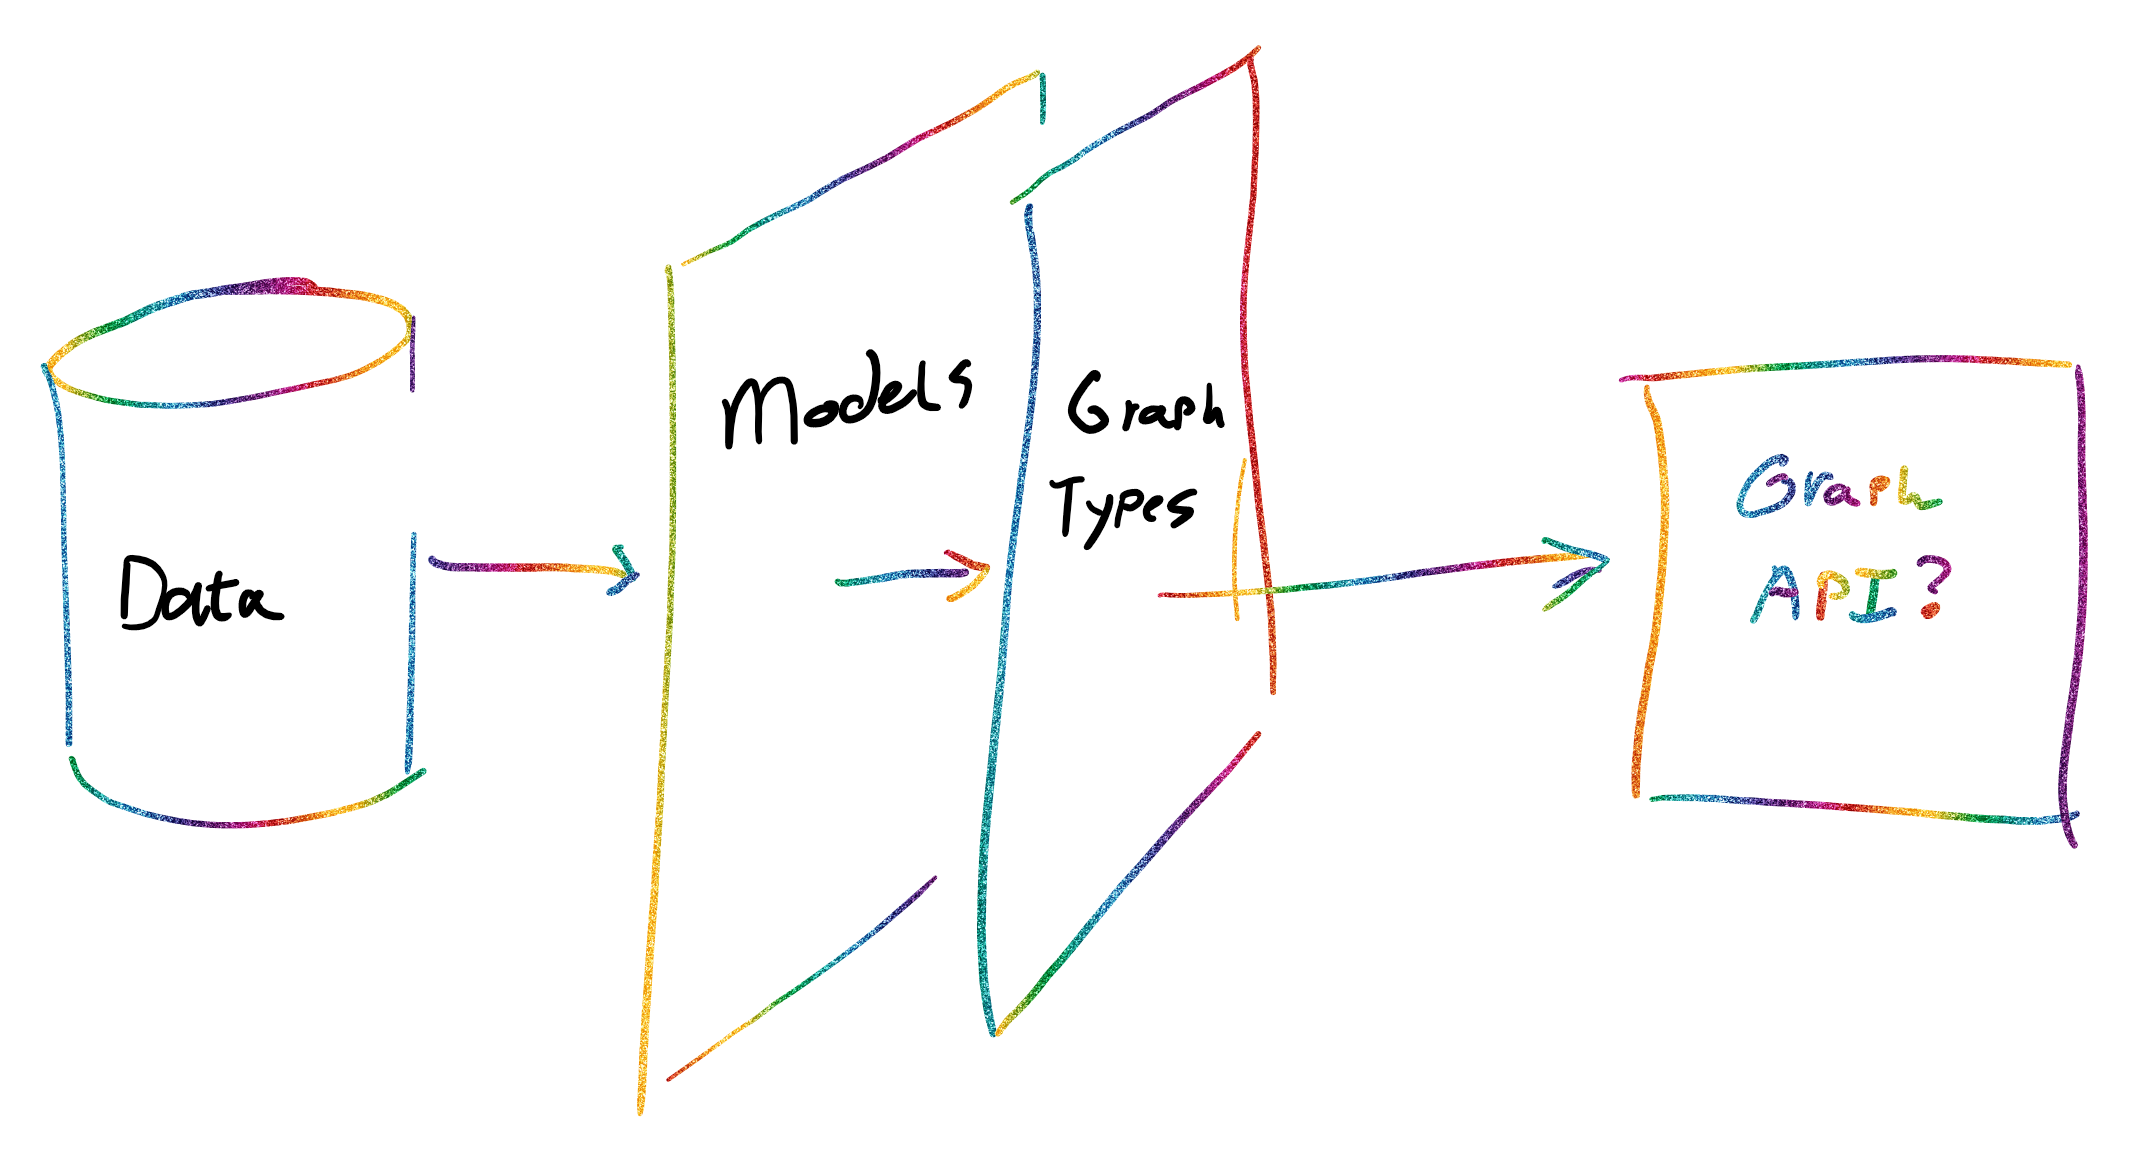 Data
Models
Graph
Types
Graph
API?